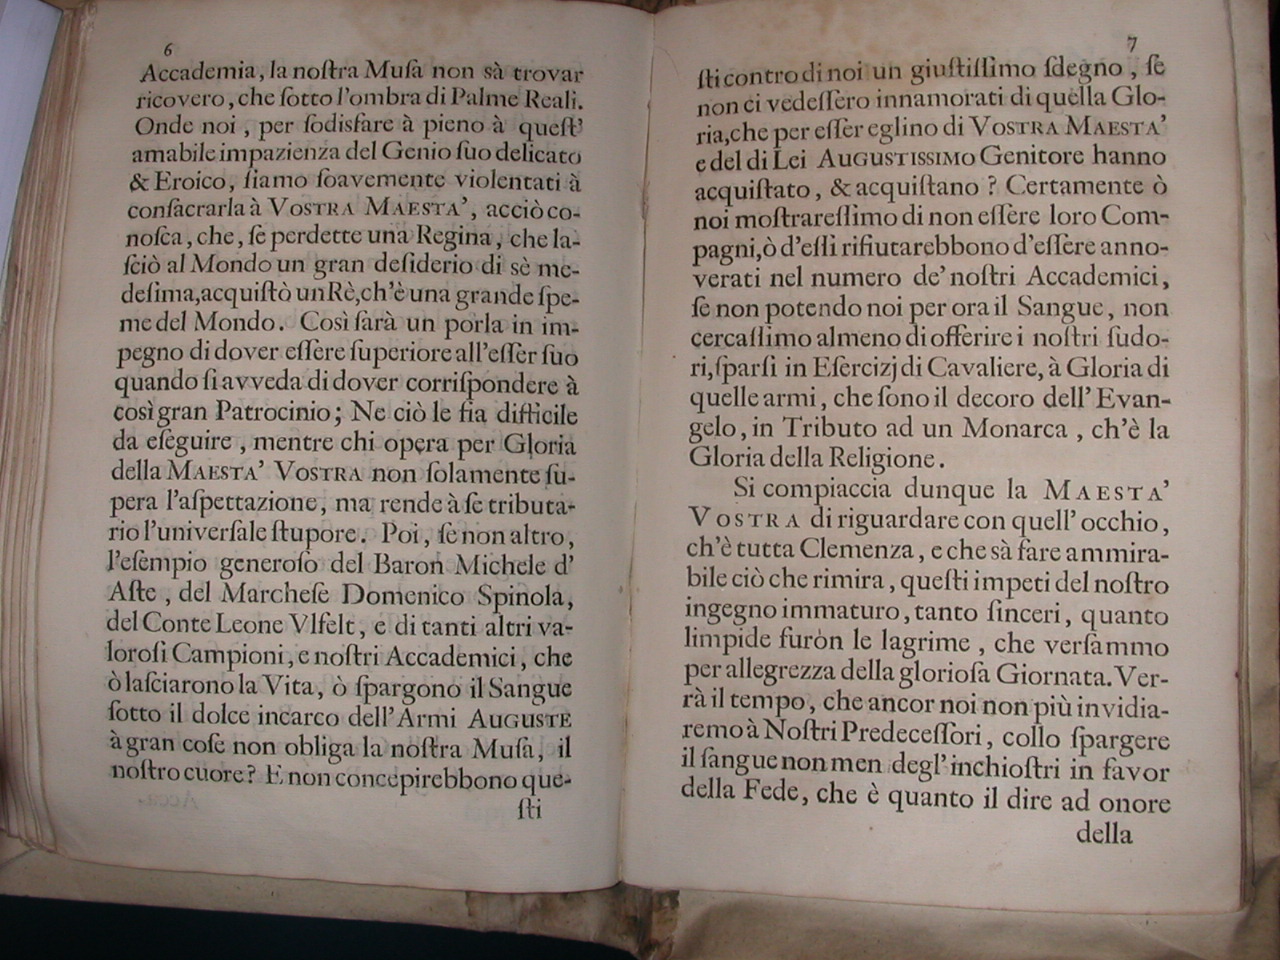 6
Accademia, la noſtra Muſa non sà trovar
ricovero, che ſotto l'ombra di Palme Reali.
Onde noi, per ſodisfare à pieno à queſt'
amabile impazienza del Genio ſuo delicato
& Eroico, ſiamo ſoavemente violentati à
conſacrarla à VOSTRA MAESTA', acciò co-
noſca, che, ſe perdette una Regina, che la-
ſciò al Mondo un gran deſiderio di sè me-
deſima, acquiſtò un Rè, ch'è una grande ſpe-
me del Mondo. Così ſarà un porla in im-
pegno di dover eſſere ſuperiore all'eſſer ſuo
quando ſi avveda di dover corriſpondere à
così gran Patrocinio; Ne ciò le fia difficile
da eſeguire, mentre chi opera per Gloria
della MAESTA' VOSTRA non ſolamente ſu-
pera l'aſpettazione, ma rende à ſe tributa-
rio l'univerſale ſtupore. Poi, ſe non altro,
l'eſempio generoſo del Baron Michele d'
Aſte, del Marcheſe Domenico Spinola,
del Conte Leone Vlfelt, e di tanti altri va-
loroſi Campioni, e noſtri Accademici, che
ò laſciarono la Vita, ò ſpargono il Sangue
ſotto il dolce incarco dell'Armi AUGUSTE
à gran coſe non obliga la noſtra Muſa, il
noſtro cuore? E non concepirebbono que-
ſti
7
ſti contro di noi un giuſtiſſimo ſdegno, ſe
non ci vedeſſero innamorati di quella Glo-
ria, che per eſſer eglino di VOSTRA MAESTA'
e del di Lei AUGUSTISSIMO Genitore hanno
acquiſtato, & acquiſtano? Certamente ò
noi moſtrareſſimo di non eſſere loro Com-
pagni, ò d'eſſi rifiutarebbono d'eſſere anno-
verati nel numero de' noſtri Accademici,
ſe non potendo noi per ora il Sangue, non
cercaſſimo almeno di offerire i noſtri ſudo-
ri, ſparſi in Eſercizj di Cavaliere, à Gloria di
quelle armi, che ſono il decoro dell'Evan-
gelo, in Tributo ad un Monarca, ch'è la
Gloria della Religione.
Si compiaccia dunque la MAESTA'
VOSTRA di riguardare con quell'occhio,
ch'è tutta Clemenza, e che sà fare ammira-
bile ciò che rimira, queſti impeti del noſtro
ingegno immaturo, tanto ſinceri, quanto
limpide furòn le lagrime, che verſammo
per allegrezza della glorioſa Giornata. Ver-
rà il tempo, che ancor noi non più invidia-
remo à Noſtri Predeceſſori, collo ſpargere
il ſangue non men degl'inchioſtri in favor
della Fede, che è quanto il dire ad onore
della